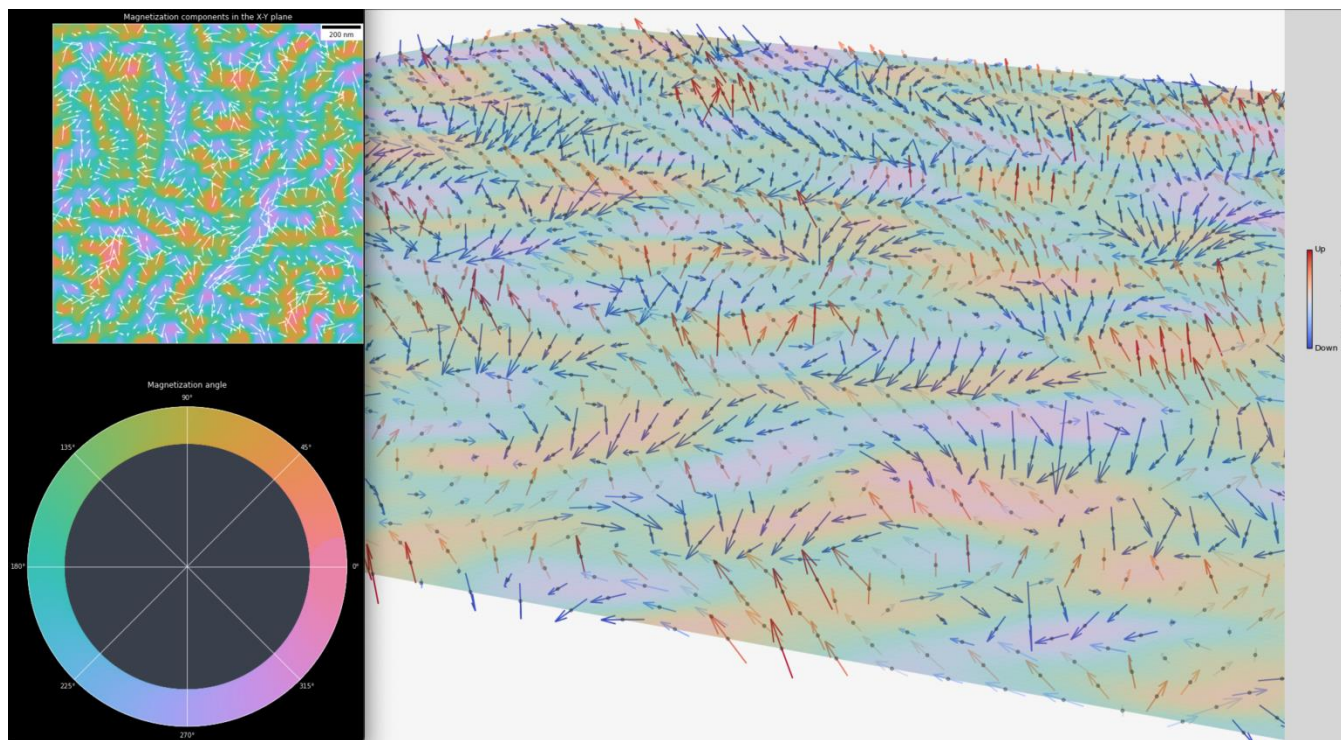 Magnetization components in the X-Y plane
200 nm
Up
Down
Magnetization angle
90°
135°
45°
180°
0°
225°
315°
270°